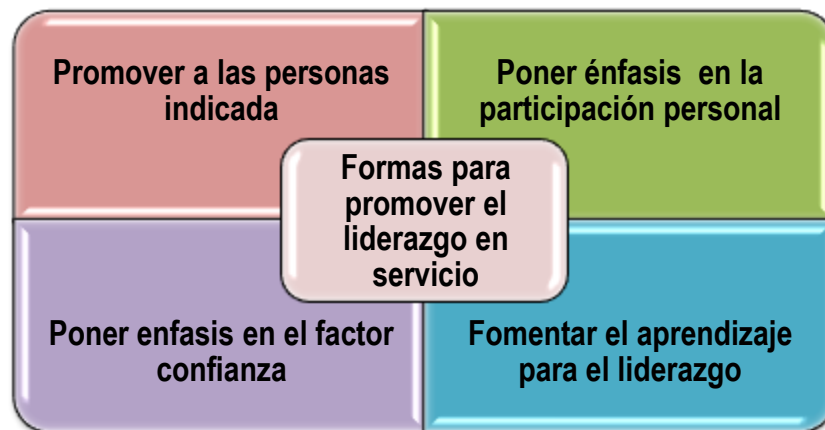 Promover a las personas
indicada
Poner énfasis en la
participación personal
Formas para
promover el
liderazgo en
servicio
Poner enfasis en el factor
confianza
Fomentar el aprendizaje
para el liderazgo